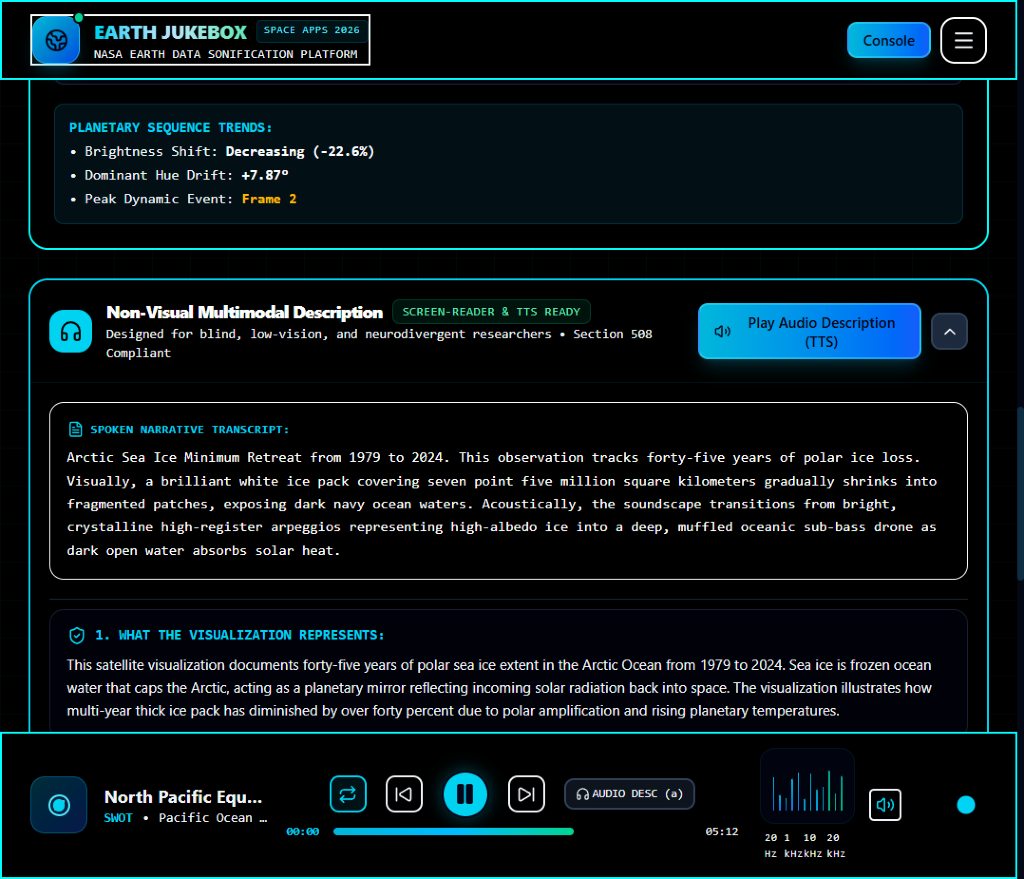 EARTH JUKEBOX SPACE APPS 2026
NASA EARTH DATA SONIFICATION PLATFORM
Console
PLANETARY SEQUENCE TRENDS:
• Brightness Shift: Decreasing (-22.6%)
• Dominant Hue Drift: +7.87º
• Peak Dynamic Event: Frame 2
Non-Visual Multimodal Description SCREEN-READER & TTS READY
Designed for blind, low-vision, and neurodivergent researchers • Section 508
Compliant
Play Audio Description
(TTS)
SPOKEN NARRATIVE TRANSCRIPT:
Arctic Sea Ice Minimum Retreat from 1979 to 2024. This observation tracks forty-five years of polar ice loss.
Visually, a brilliant white ice pack covering seven point five million square kilometers gradually shrinks into
fragmented patches, exposing dark navy ocean waters. Acoustically, the soundscape transitions from bright,
crystalline high-register arpeggios representing high-albedo ice into a deep, muffled oceanic sub-bass drone as
dark open water absorbs solar heat.
1. WHAT THE VISUALIZATION REPRESENTS:
This satellite visualization documents forty-five years of polar sea ice extent in the Arctic Ocean from 1979 to 2024. Sea ice is frozen ocean
water that caps the Arctic, acting as a planetary mirror reflecting incoming solar radiation back into space. The visualization illustrates how
multi-year thick ice pack has diminished by over forty percent due to polar amplification and rising planetary temperatures.
North Pacific Equ...
SWOT • Pacific Ocean …
AUDIO DESC (a)
00:00
05:12
20 1 10 20
Hz kHz kHz kHz